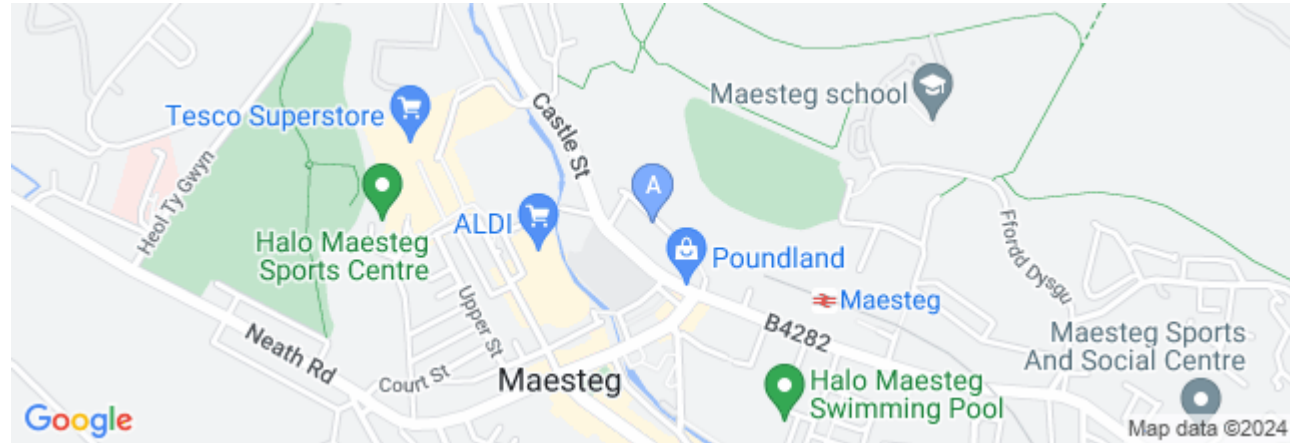 Maesteg school
Tesco Superstore
Castle St
A
Heol Ty Gwyn
ALDI
Ffordd Dysgu
Halo Maesteg
Sports Centre
Poundland
Maesteg
Upper St
B4282
Neath Rd
Court St
Maesteg
Maesteg Sports
And Social Centre
Halo Maesteg
Swimming Pool
Google
Map data ©2024